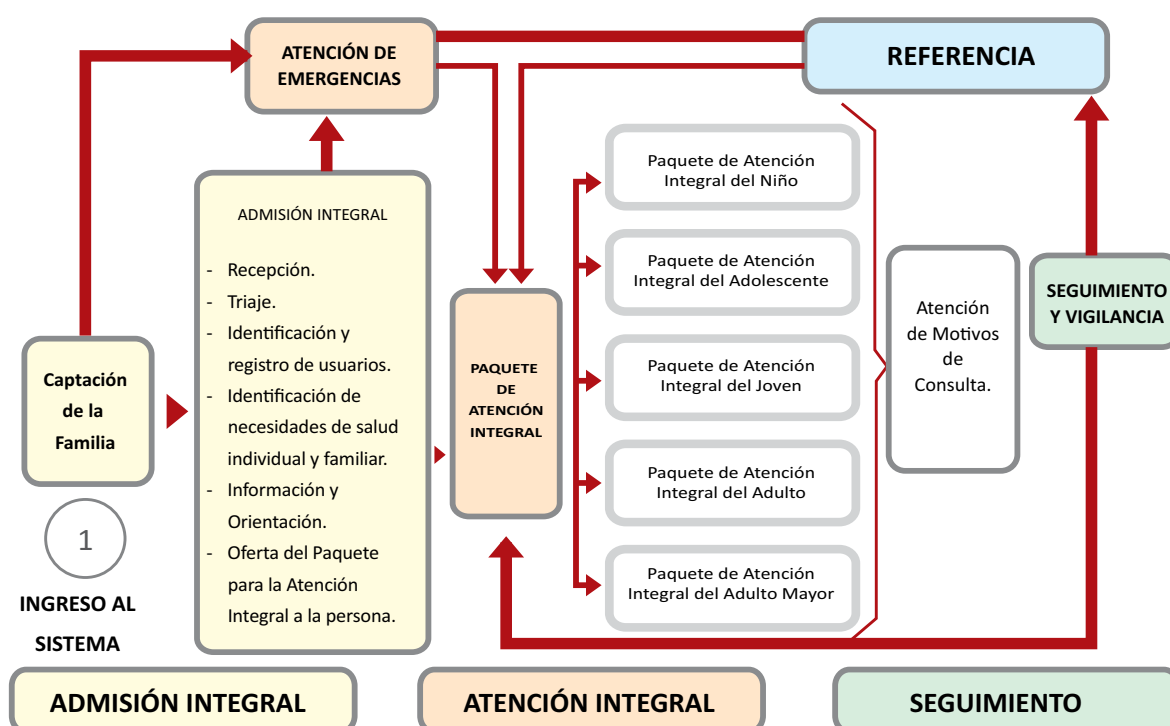 ATENCIÓN DE
EMERGENCIAS
REFERENCIA
ADMISIÓN INTEGRAL
- Recepción.
- Triaje.
- Identificación y
registro de usuarios.
- Identificación de
necesidades de salud
individual y familiar.
- Información y
Orientación.
- Oferta del Paquete
para la Atención
Integral a la persona.
Captación
de la
Familia
1
INGRESO AL
SISTEMA
PAQUETE
DE
ATENCIÓN
INTEGRAL
Paquete de Atención
Integral del Niño
Paquete de Atención
Integral del Adolescente
Paquete de Atención
Integral del Joven
Paquete de Atención
Integral del Adulto
Paquete de Atención
Integral del Adulto Mayor
Atención
de Motivos
de
Consulta.
SEGUIMIENTO
Y VIGILANCIA
ADMISIÓN INTEGRAL
ATENCIÓN INTEGRAL
SEGUIMIENTO